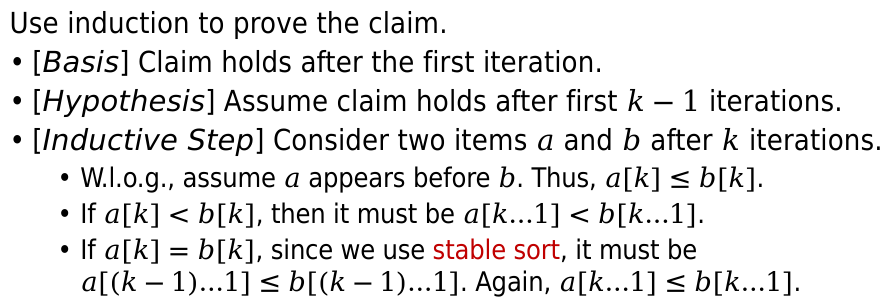 Use induction to prove the claim.
• [Basis] Claim holds after the first iteration.
• [Hypothesis] Assume claim holds after first k − 1 iterations.
• [Inductive Step] Consider two items a and b after k iterations.
• W.l.o.g., assume a appears before b. Thus, a[k] ≤ b[k].
• If a[k] < b[k], then it must be a[k…1] < b[k…1].
• If a[k] = b[k], since we use stable sort, it must be
a[(k − 1)…1] ≤ b[(k − 1)…1]. Again, a[k…1] ≤ b[k…1].